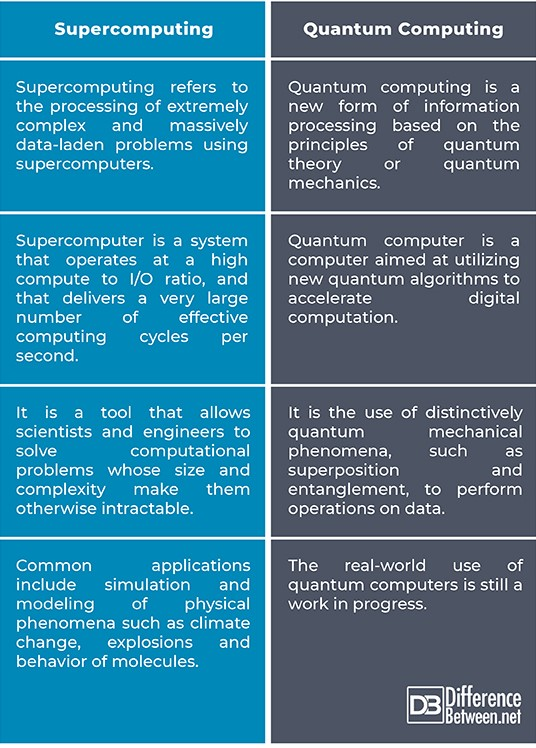 Supercomputing
Quantum Computing
Supercomputing refers to
the processing of extremely
complex and massively
data-laden problems using
supercomputers.
Quantum computing is a
new form of information
processing based on the
principles of quantum
theory or quantum
mechanics.
Supercomputer is a system
that operates at a high
compute to I/O ratio, and
that delivers a very large
number of effective
computing cycles per
second.
Quantum computer is a
computer aimed at utilizing
new quantum algorithms to
accelerate digital
computation.
It is a tool that allows
scientists and engineers to
solve computational
problems whose size and
complexity make them
otherwise intractable.
It is the use of distinctively
quantum mechanical
phenomena, such as
superposition and
entanglement, to perform
operations on data.
Common applications
include simulation and
modeling of physical
phenomena such as climate
change, explosions and
behavior of molecules.
The real-world use of
quantum computers is still a
work in progress.
DB Difference
Between.net